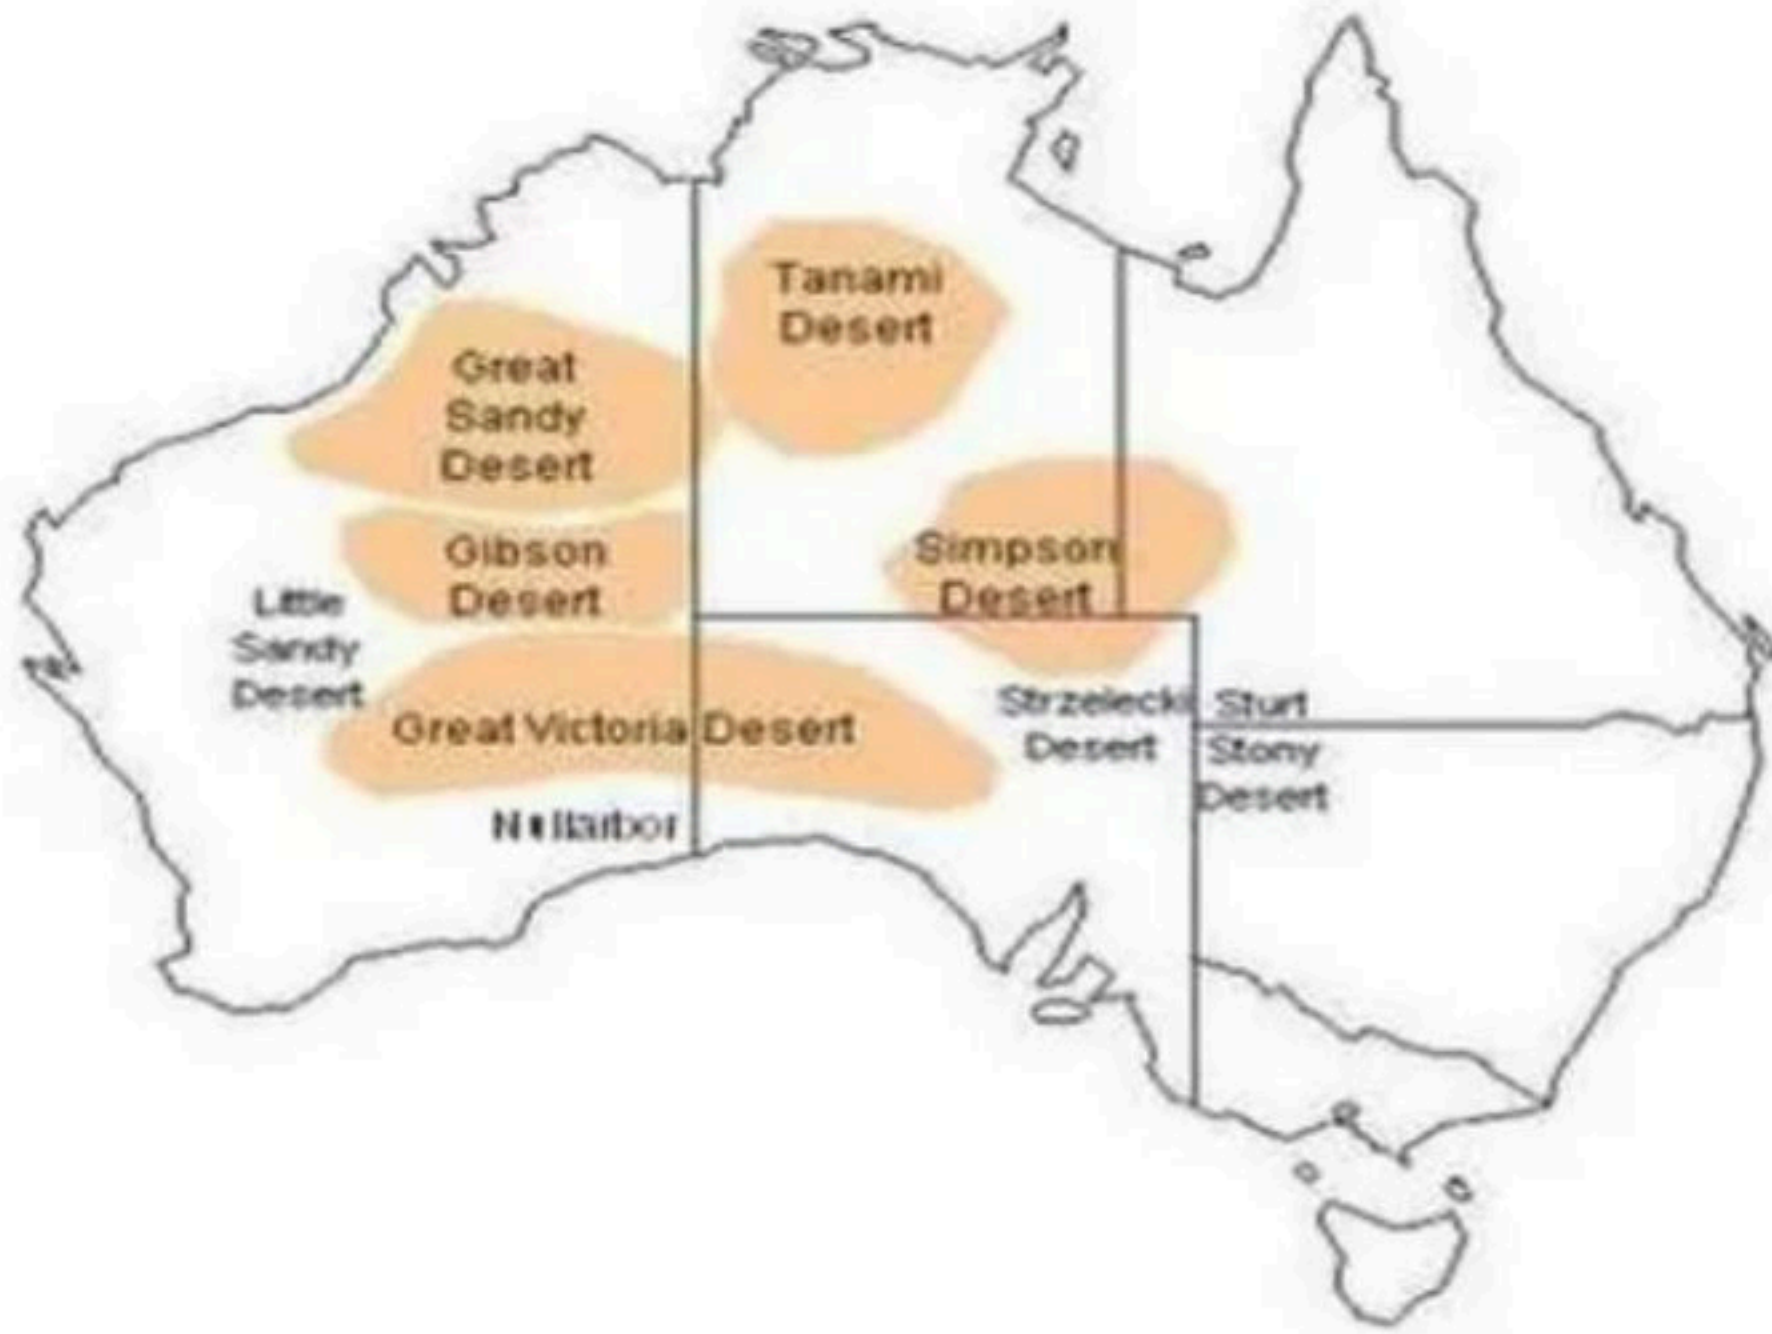 Tanami
Desert
Great
Sandy
Desert
Gibson
Desert
Simpson
Desert
Little
Sandy
Desert
Great Victoria Desert
Strzelecki
Desert
Sturt
Stony
Desert
Nullarbor